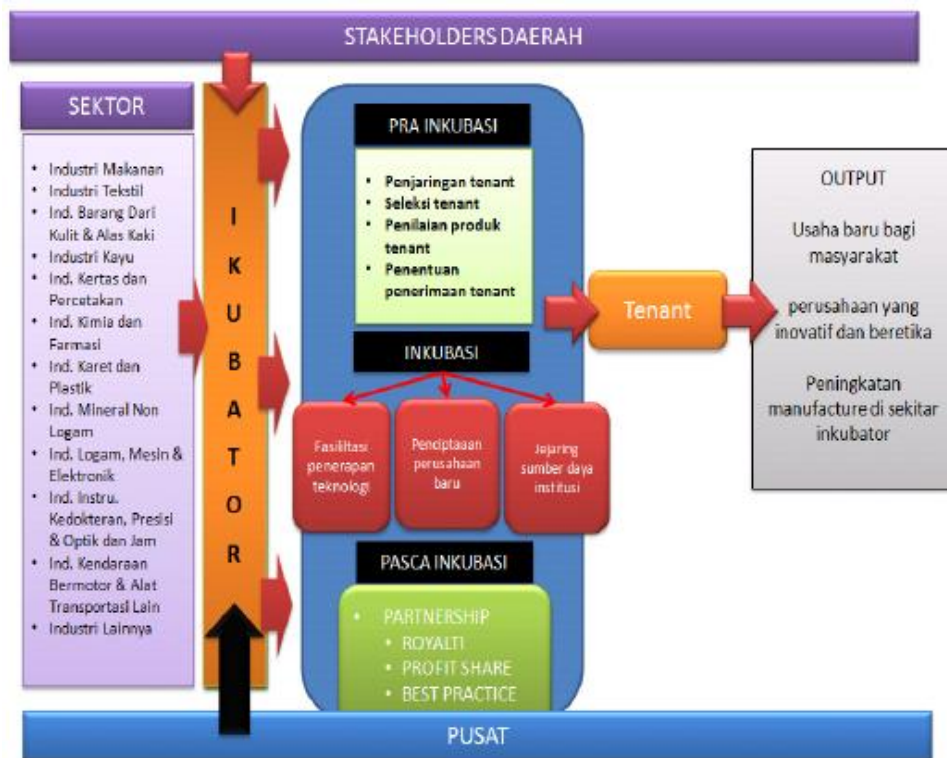 STAKEHOLDERS DAERAH
SEKTOR
• Industri Makanan
• Industri Tekstil
• Ind. Barang Dari
Kulit & Alas Kaki
• Industri Kayu
• Ind. Kertas dan
Percetakan
• Ind. Kimia dan
Farmasi
• Ind. Karet dan
Plastik
• Ind. Mineral Non
Logam
• Ind. Logam, Mesin &
Elektronik
• Ind. Instru.
Kedokteran, Presisi
& Optik dan Jam
• Ind. Kendaraan
Bermotor & Alat
Transportasi Lain
• Industri Lainnya
I
K
U
B
A
T
O
R
PRA INKUBASI
• Penjaringan tenant
• Seleksi tenant
• Penilaian produk
tenant
• Penentuan
penerimaan tenant
INKUBASI
Fasilitasi
penerapan
teknologi
Penciptaaan
perusahaan
baru
Jejaring
sumber daya
institusi
PASCA INKUBASI
• PARTNERSHIP
• ROYALTI
• PROFIT SHARE
• BEST PRACTICE
Tenant
OUTPUT
Usaha baru bagi
masyarakat
perusahaan yang
inovatif dan beretika
Peningkatan
manufacture di sekitar
inkubator
PUSAT